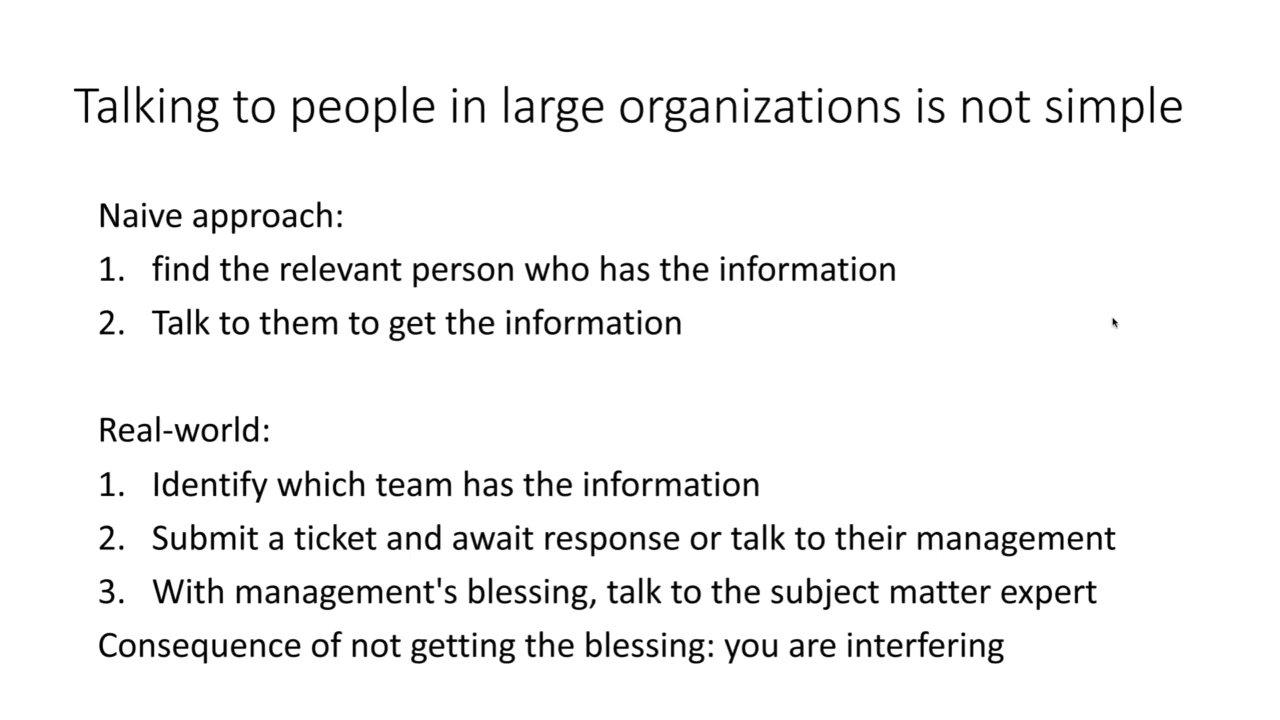 Talking to people in large organizations is not simple
Naive approach:
1. find the relevant person who has the information
2. Talk to them to get the information
Real-world:
1. Identify which team has the information
2. Submit a ticket and await response or talk to their management
3. With management's blessing, talk to the subject matter expert
Consequence of not getting the blessing: you are interfering